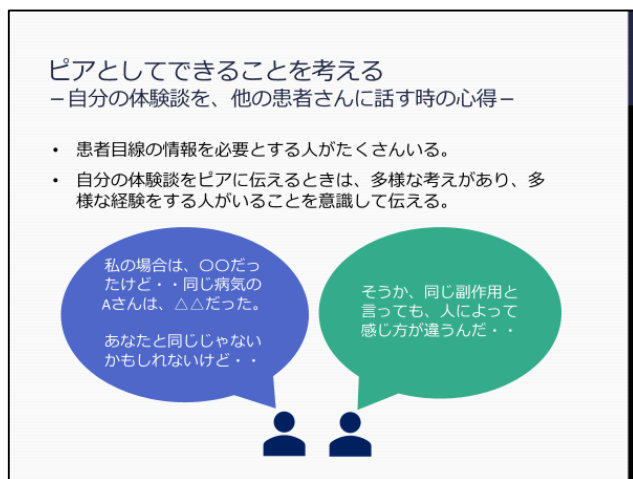 ピアとしてできることを考える
－自分の体験談を、他の患者さんに話す時の心得－
• 患者目線の情報を必要とする人がたくさんいる。
• 自分の体験談をピアに伝えるときは、多様な考えがあり、多
様な経験をする人がいることを意識して伝える。
私の場合は、〇〇だっ
たけど・・同じ病気の
Aさんは、△△だった。
あなたと同じじゃない
かもしれないけど・・
そうか、同じ副作用と
言っても、人によって
感じ方が違うんだ・・